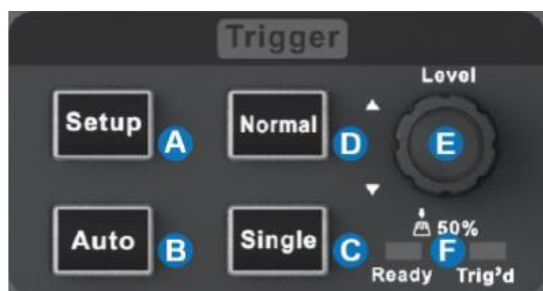 Trigger
Level
Setup
A
Normal
D
E
Auto
B
Single
C
50%
F
Ready
Trig'd